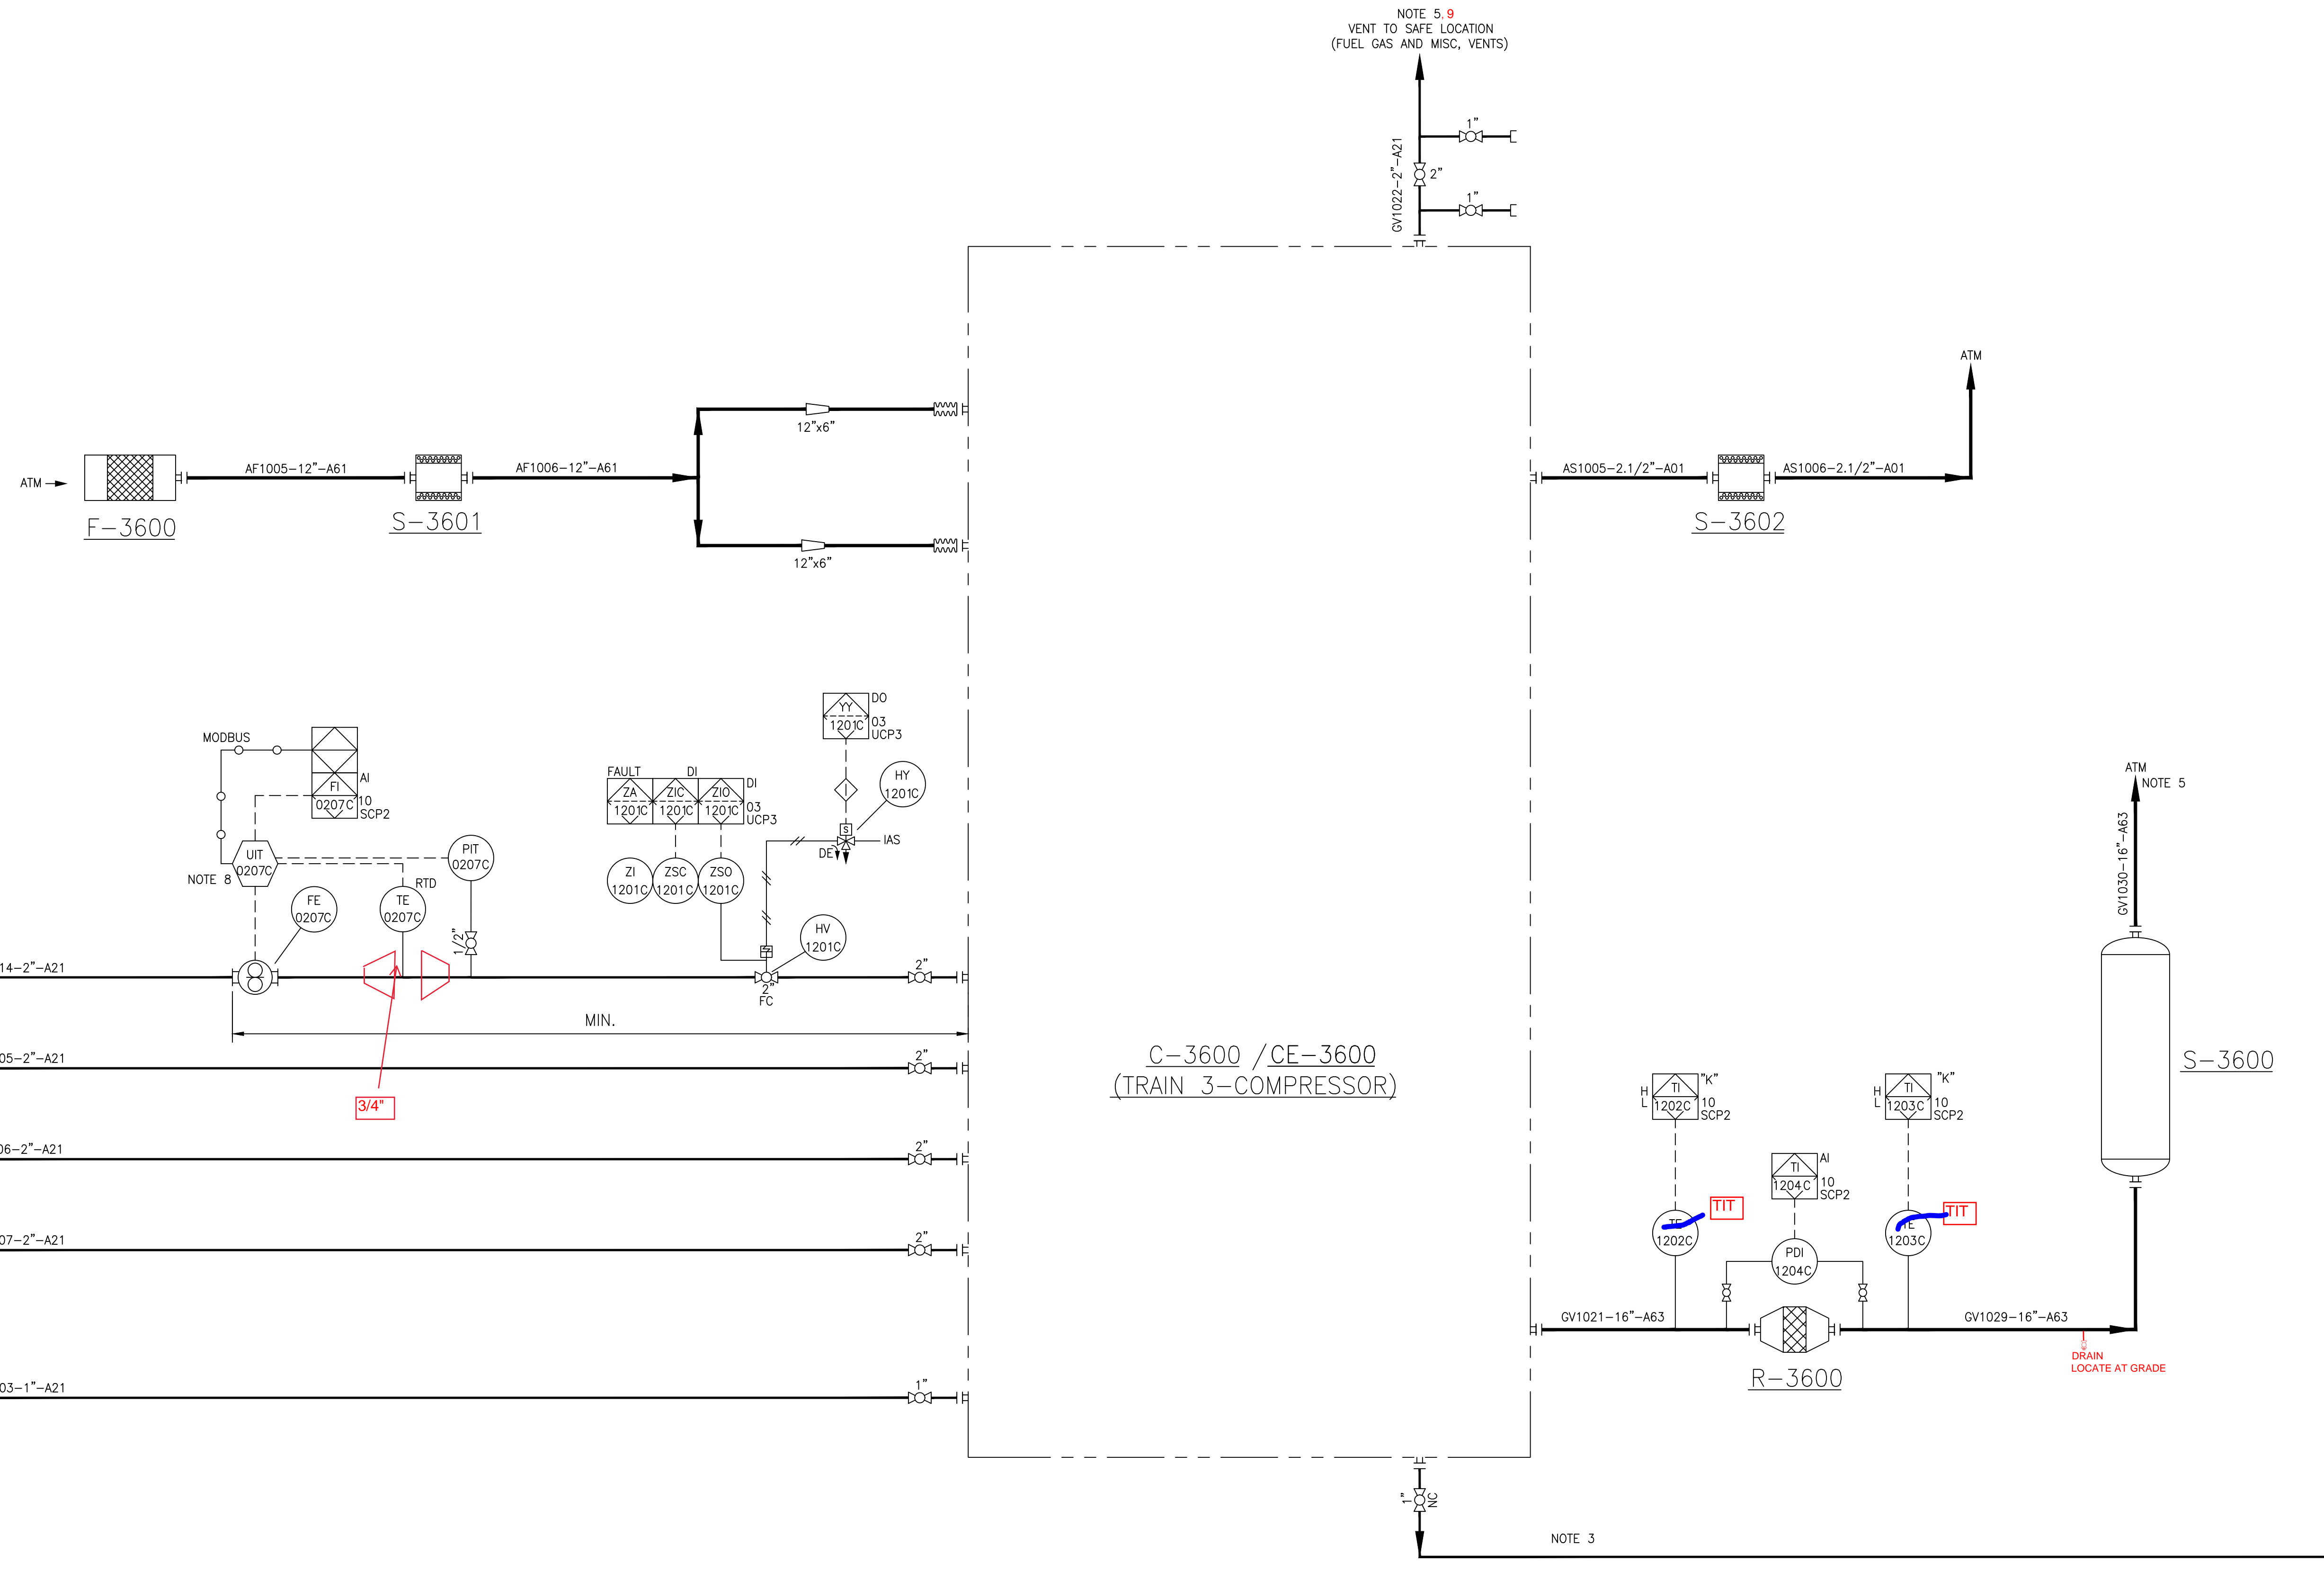 NOTE 5,9
VENT TO SAFE LOCATION
(FUEL GAS AND MISC, VENTS)
1"
GV1022-2"-A21
2"
1"
ATM
12"x6"
ATM
AF1005-12"-A61
AF1006-12"-A61
F-3600
S-3601
12"x6"
AS1005-2.1/2"-A01
AS1006-2.1/2"-A01
S-3602
MODBUS
FI
0207C
AI
10
SCP2
UIT
0207C
NOTE 8
FE
0207C
RTD
TE
0207C
PIT
0207C
1/2"
FAULT
DI
DI
ZA
1201C
ZIC
1201C
ZIO
1201C
03
UCP3
ZI
1201C
ZSC
1201C
ZSO
1201C
YY
1201C
DO
03
UCP3
HY
1201C
S
IAS
DE
HV
1201C
14-2"-A21
2"
FC
2"
MIN.
05-2"-A21
2"
3/4"
06-2"-A21
2"
07-2"-A21
2"
03-1"-A21
1"
C-3600 / CE-3600
(TRAIN 3-COMPRESSOR)
ATM
NOTE 5
GV1030-16"-A63
S-3600
H
L
TI
1202C
"K"
10
SCP2
H
L
TI
1203C
"K"
10
SCP2
TI
1204C
AI
10
SCP2
TIT
TE
1202C
TIT
TE
1203C
PDI
1204C
GV1021-16"-A63
GV1029-16"-A63
R-3600
DRAIN
LOCATE AT GRADE
1"
NC
NOTE 3